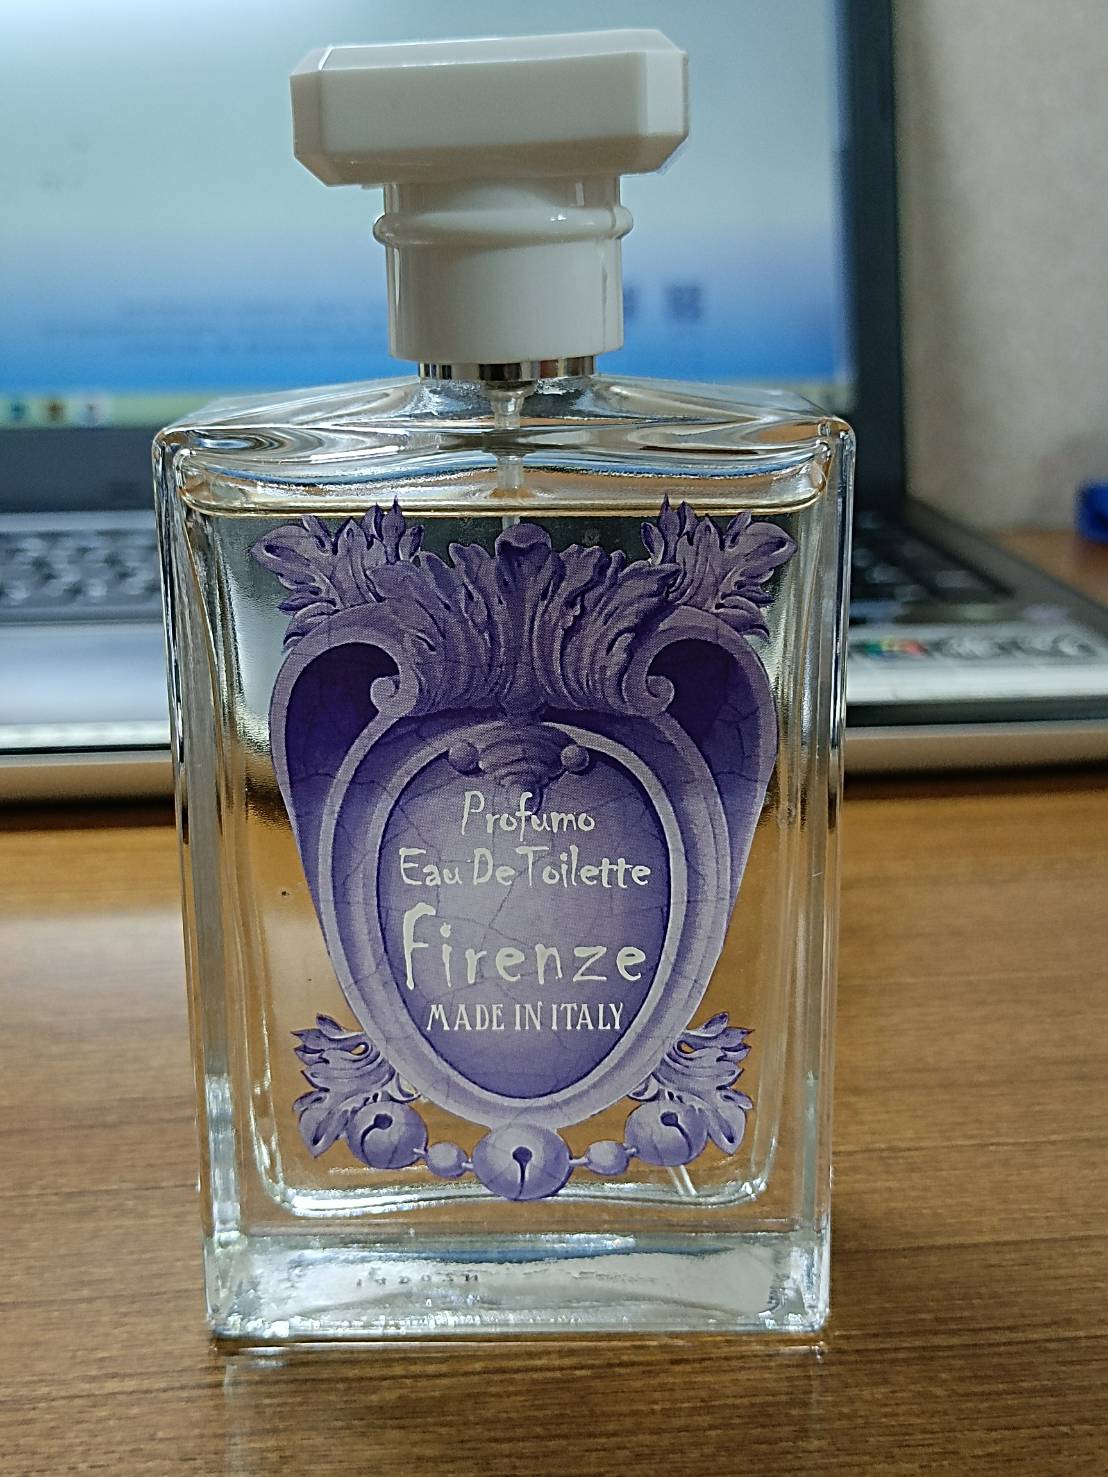 Profumo
Eau De Toilette
Firenze
MADE IN ITALY